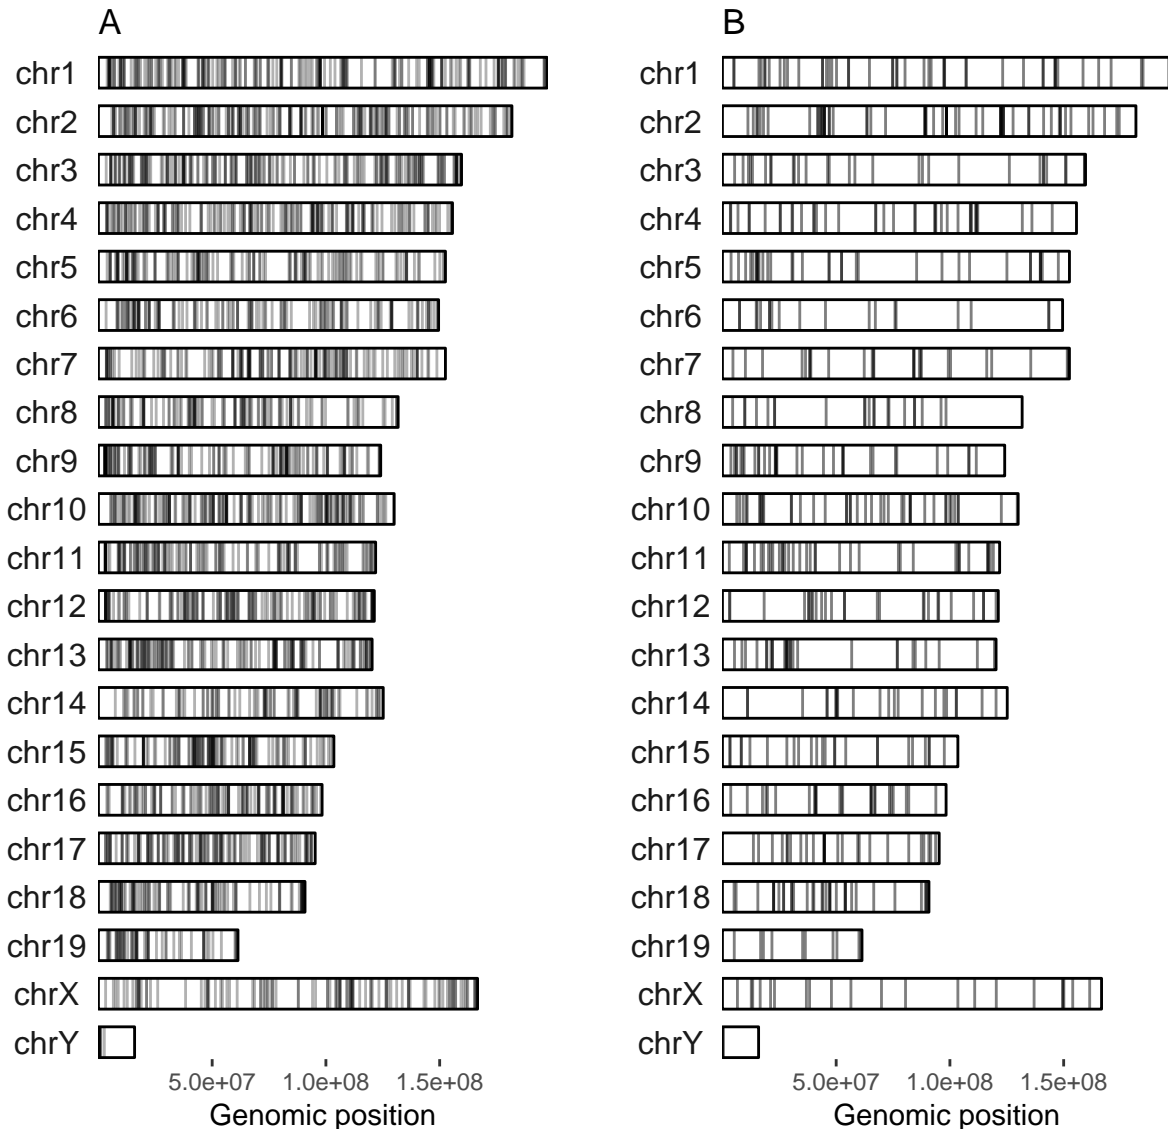 A
B
chr1
chr1
chr2
chr2
chr3
chr3
chr4
chr4
chr5
chr5
chr6
chr6
chr7
chr7
chr8
chr8
chr9
chr9
chr10
chr10
chr11
chr11
chr12
chr12
chr13
chr13
chr14
chr14
chr15
chr15
chr16
chr16
chr17
chr17
chr18
chr18
chr19
chr19
chrX
chrX
chrY
chrY
5.0e+07 1.0e+08 1.5e+08
5.0e+07 1.0e+08 1.5e+08
Genomic position
Genomic position